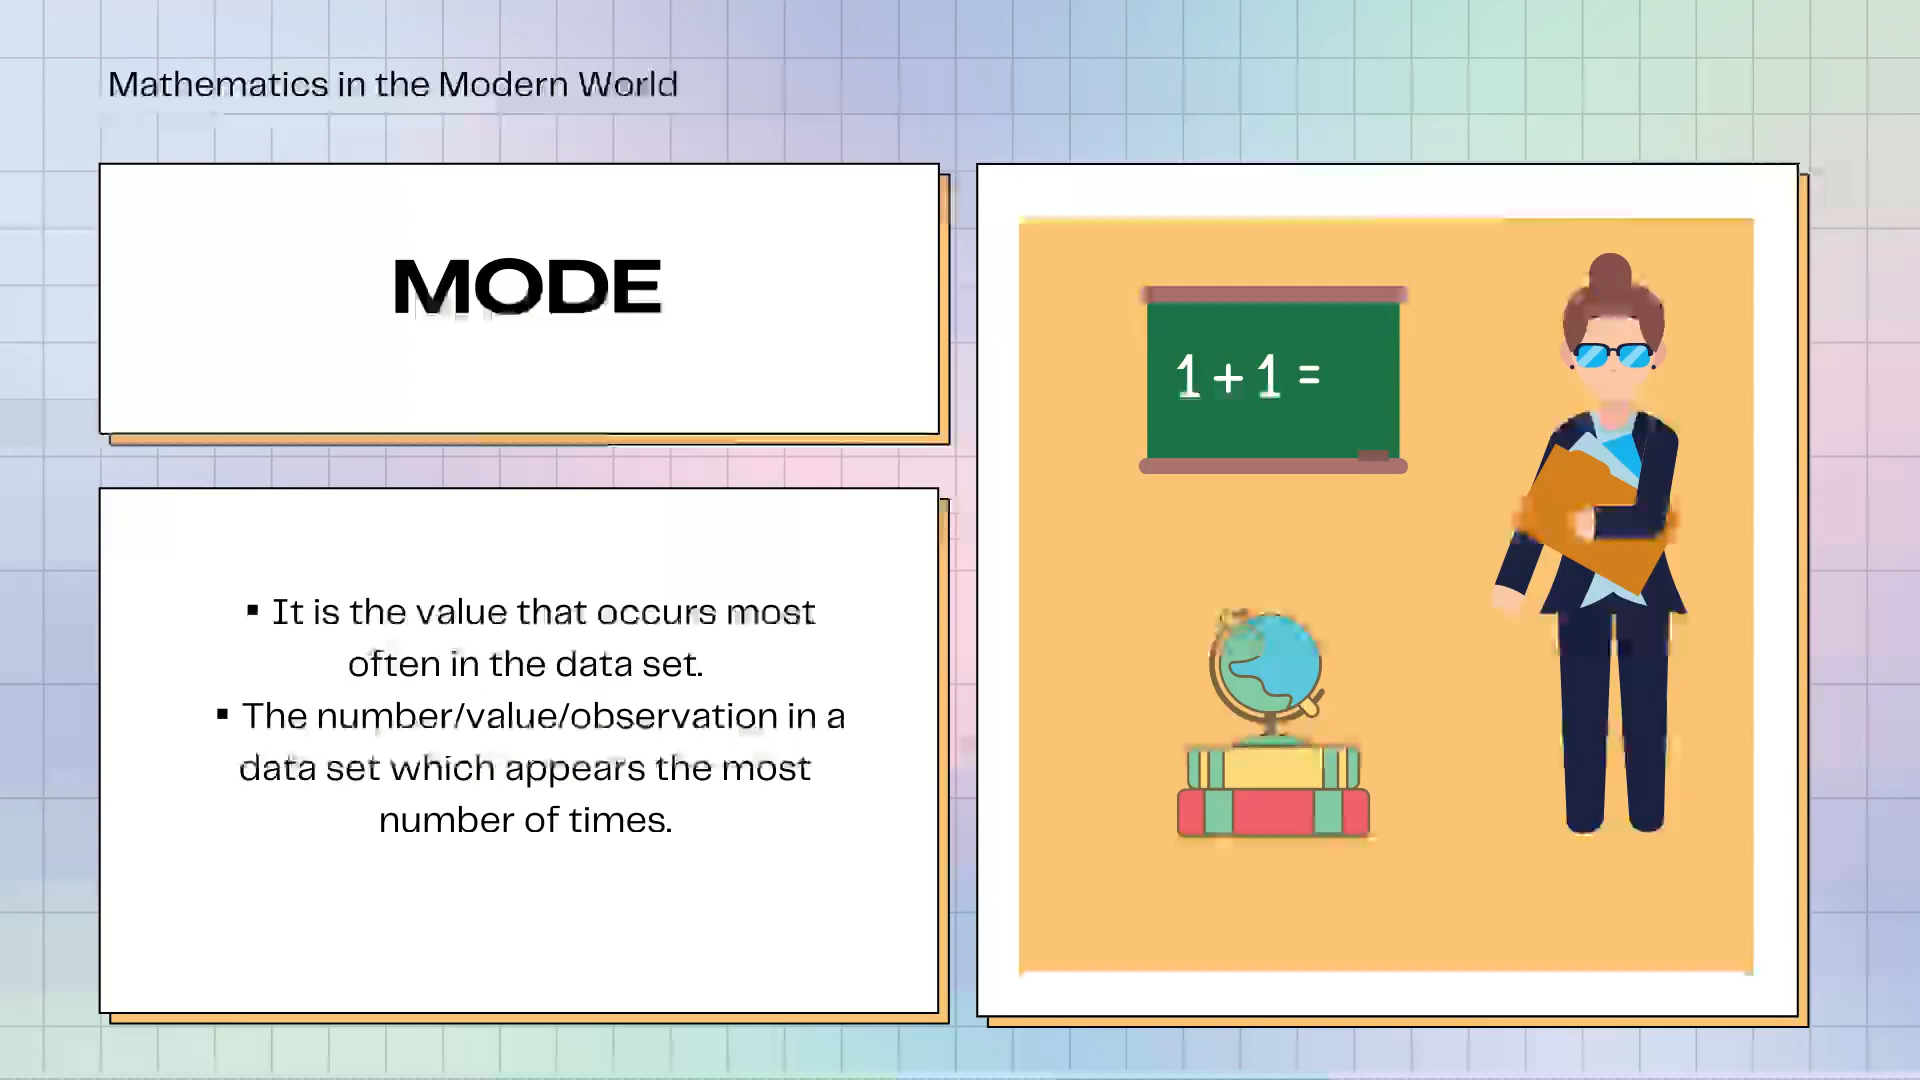 Mathematics in the Modern World
MODE
▪ It is the value that occurs most
often in the data set.
▪ The number/value/observation in a
data set which appears the most
number of times.
1 + 1 =